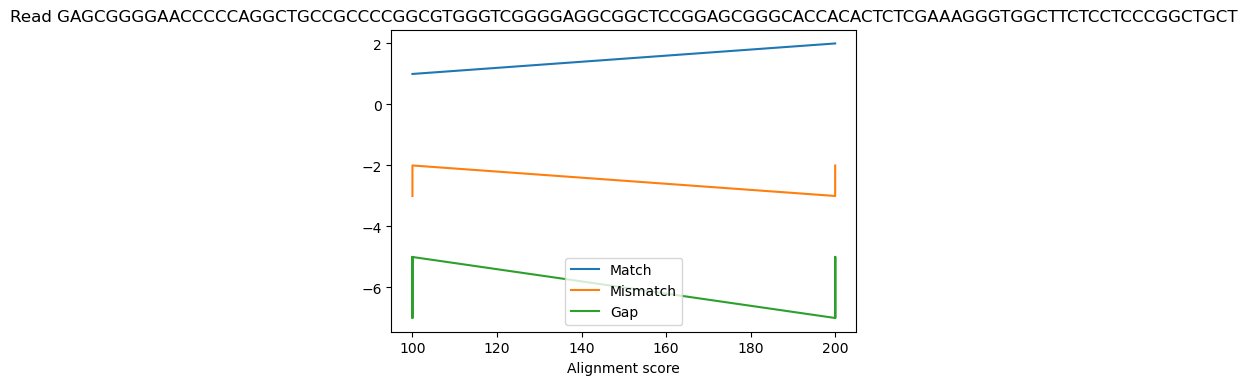 Read GAGCGGGGAACCCCCAGGCTGCCGCCCCGGCGTGGGTCGGGGAGGCGGCTCCGGAGCGGGCACCACACTCTCGAAAGGGTGGCTTCTCCTCCCGGCTGCT
2
0
−2
−4
−6
Match
Mismatch
Gap
100 120 140 160 180 200
Alignment score